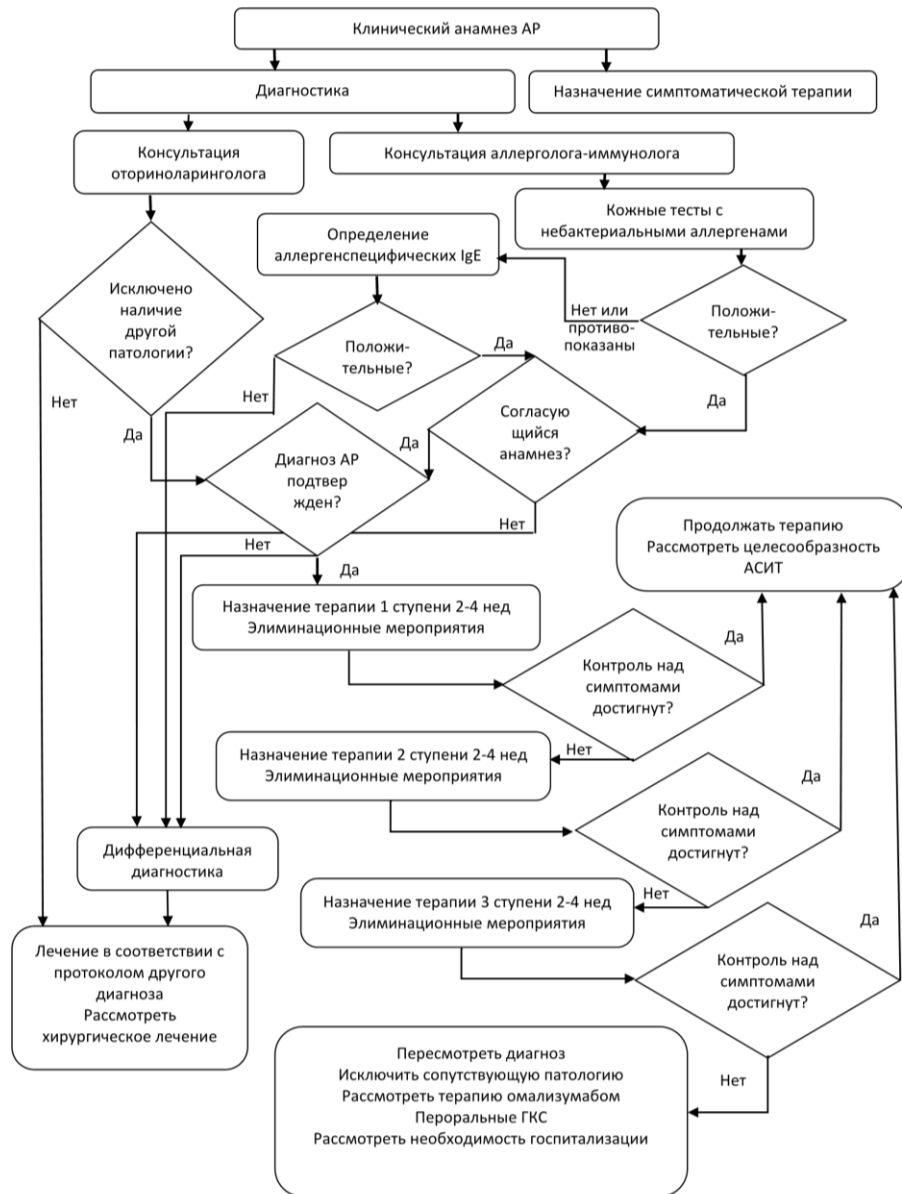 Клинический анамнез АР
Диагностика
Назначение симптоматической терапии
Консультация
оториноларинголога
Консультация аллерголога-иммунолога
Кожные тесты с
небактериальными аллергенами
Определение
аллергенспецифических IgE
Исключено
наличие
другой
патологии?
Нет или
противо-
показаны
Положи-
тельные?
Положи-
тельные?
Да
Нет
Нет
Да
Да
Согласую
щийся
анамнез?
Да
Диагноз АР
подтвер
жден?
Нет
Нет
Да
Продолжать терапию
Рассмотреть целесообразность
АСИТ
Назначение терапии 1 ступени 2-4 нед
Элиминационные мероприятия
Да
Контроль над
симптомами
достигнут?
Нет
Назначение терапии 2 ступени 2-4 нед
Элиминационные мероприятия
Да
Контроль над
симптомами
достигнут?
Дифференциальная
диагностика
Нет
Назначение терапии 3 ступени 2-4 нед
Элиминационные мероприятия
Да
Контроль над
симптомами
достигнут?
Лечение в соответствии с
протоколом другого
диагноза
Рассмотреть
хирургическое лечение
Нет
Пересмотреть диагноз
Исключить сопутствующую патологию
Рассмотреть терапию омализумабом
Пероральные ГКС
Рассмотреть необходимость госпитализации